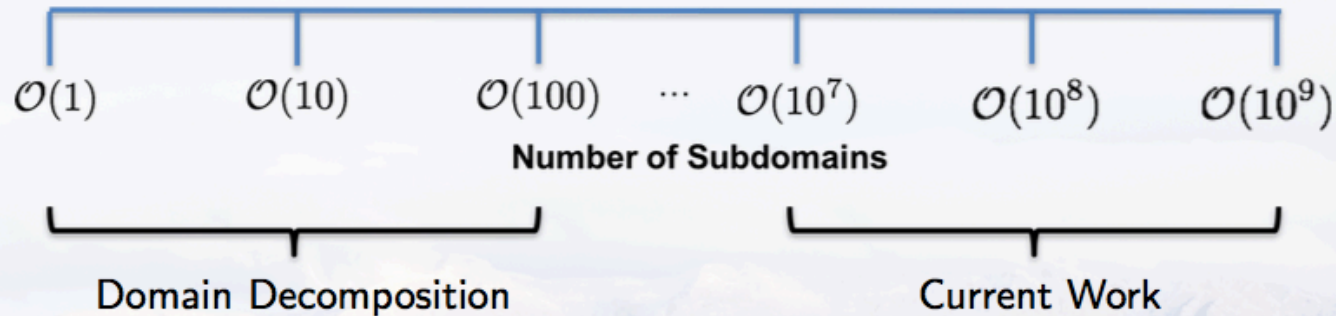 𝒪(1) 𝒪(10) 𝒪(100) ... 𝒪(10⁷) 𝒪(10⁸) 𝒪(10⁹)
Number of Subdomains
Domain Decomposition Current Work